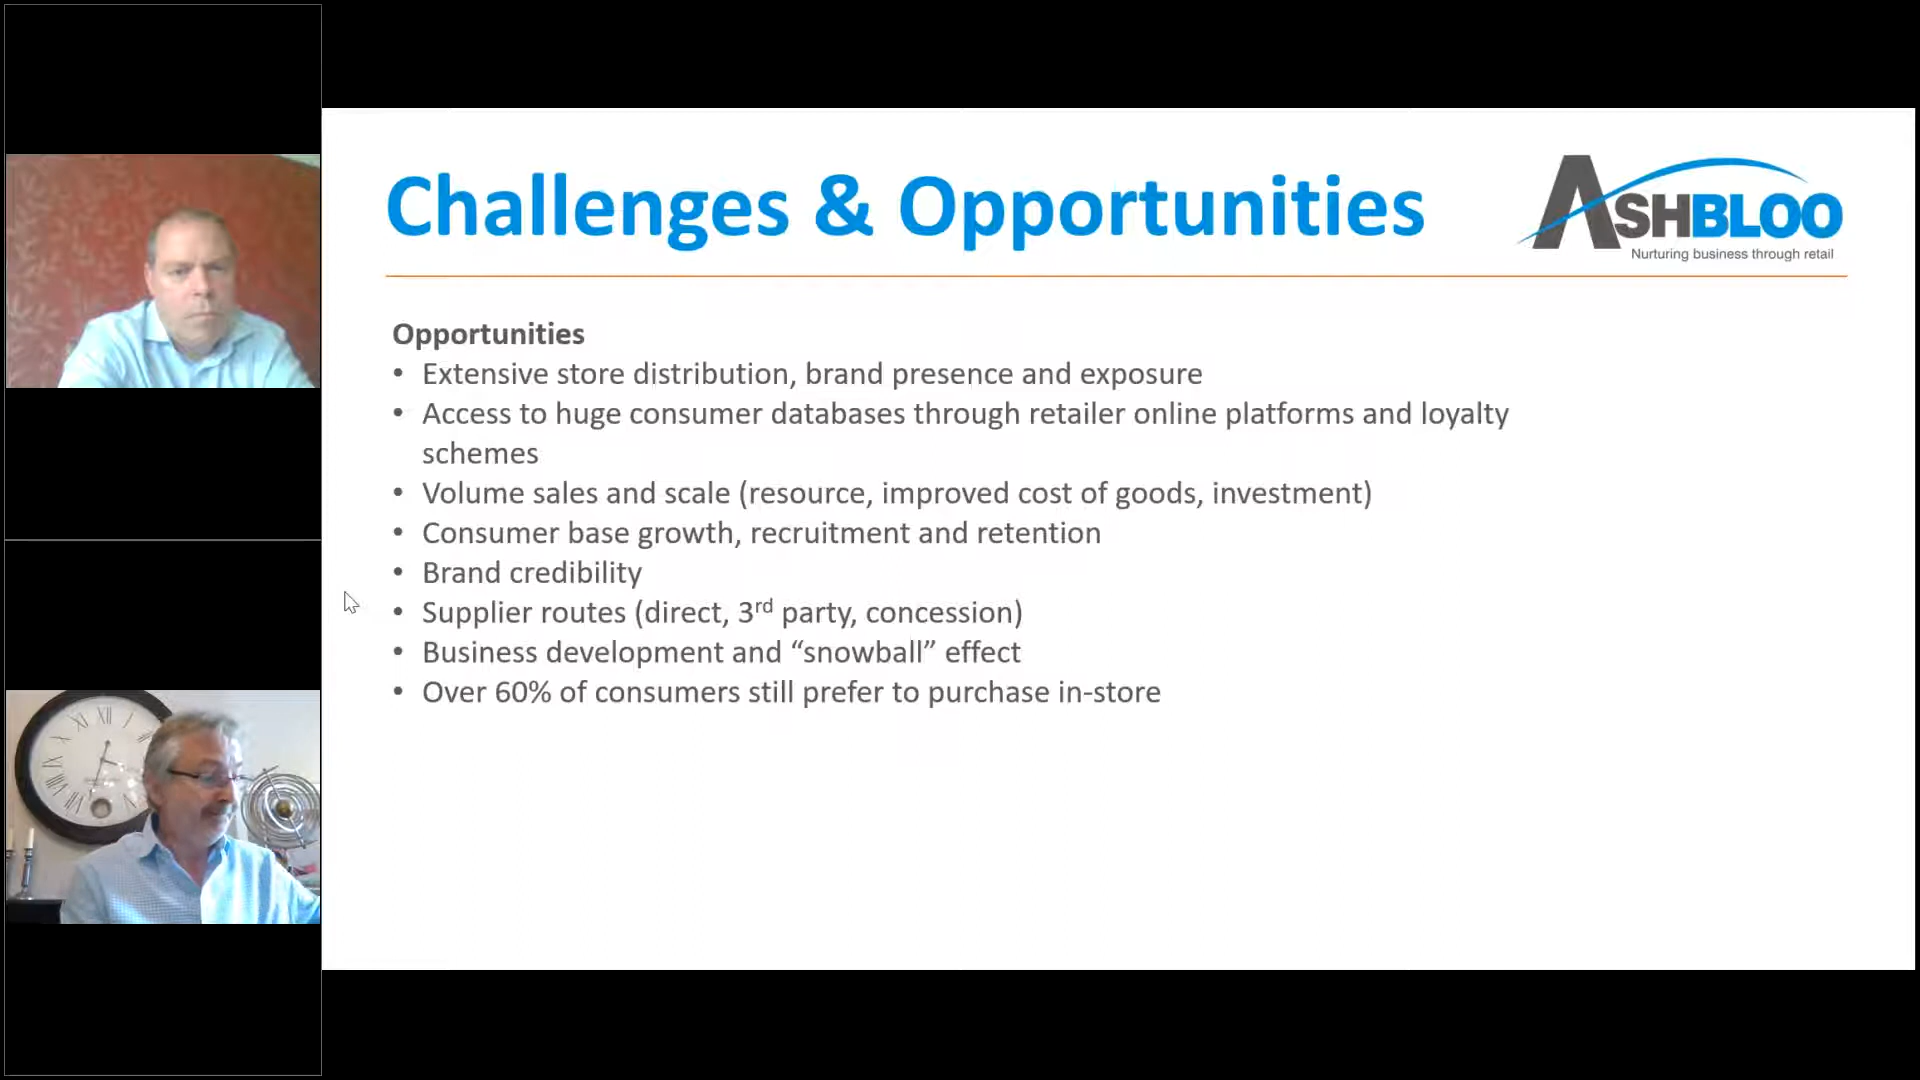 Challenges & Opportunities
ASHBLOO
Nurturing business through retail
Opportunities
• Extensive store distribution, brand presence and exposure
• Access to huge consumer databases through retailer online platforms and loyalty
schemes
• Volume sales and scale (resource, improved cost of goods, investment)
• Consumer base growth, recruitment and retention
• Brand credibility
• Supplier routes (direct, 3rd party, concession)
• Business development and “snowball” effect
• Over 60% of consumers still prefer to purchase in-store